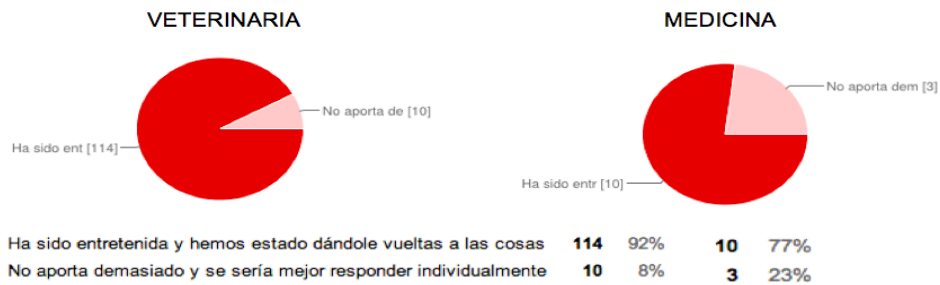 VETERINARIA MEDICINA
No aporta de [10]
No aporta dem [3]
Ha sido ent [114]
Ha sido entr [10]
Ha sido entretenida y hemos estado dándole vueltas a las cosas 114 92% 10 77%
No aporta demasiado y se sería mejor responder individualmente 10 8% 3 23%